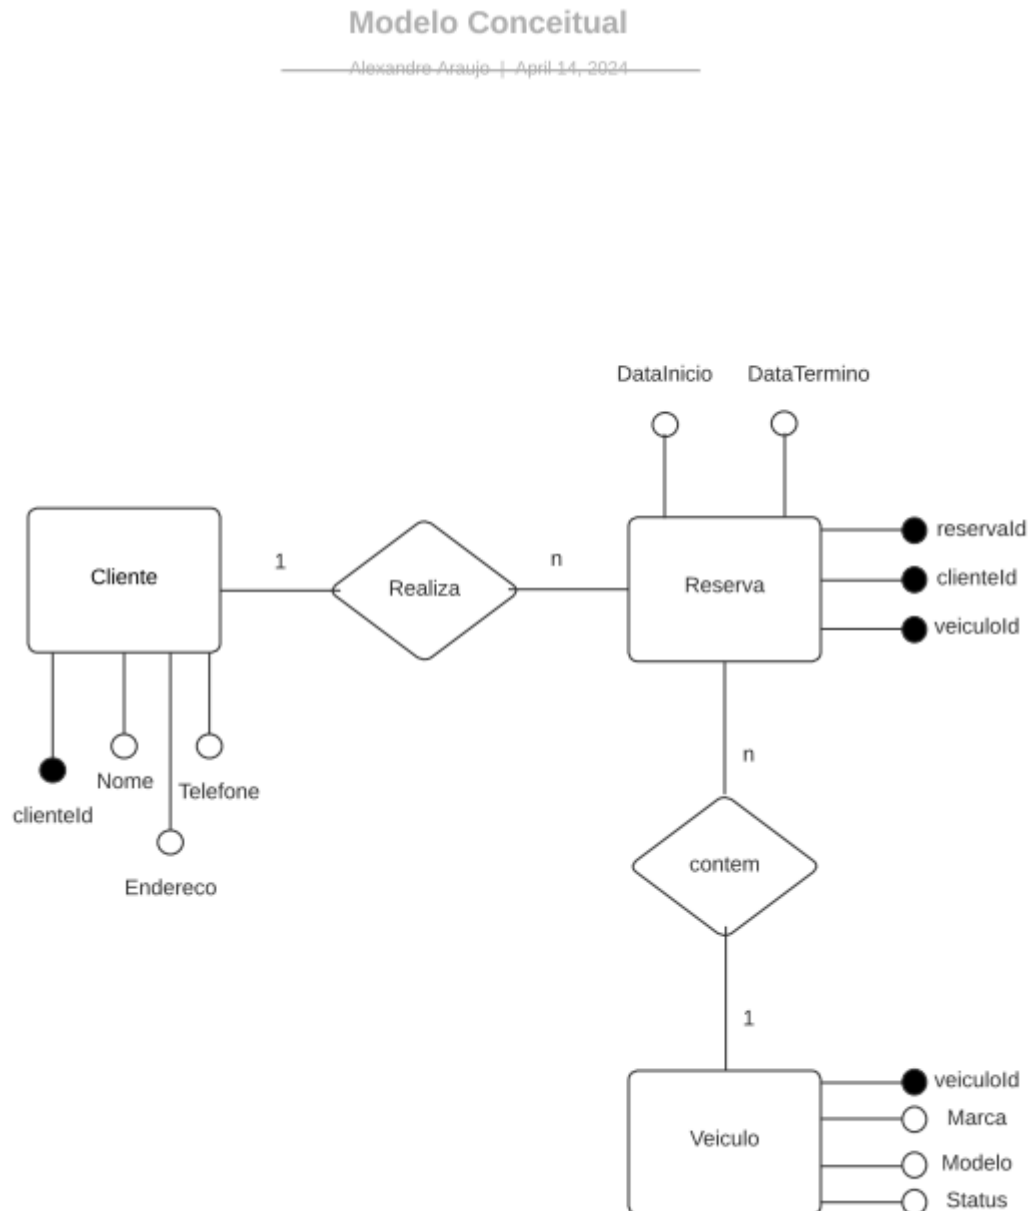 Modelo Conceitual
Alexandre Araujo | April 14, 2024
DataInicio DataTermino
reservaId
Cliente 1 Realiza n Reserva clienteId
veiculoId
n
Nome Telefone
clienteId
Endereco
contem
1
veiculoId
Marca
Veiculo
Modelo
Status